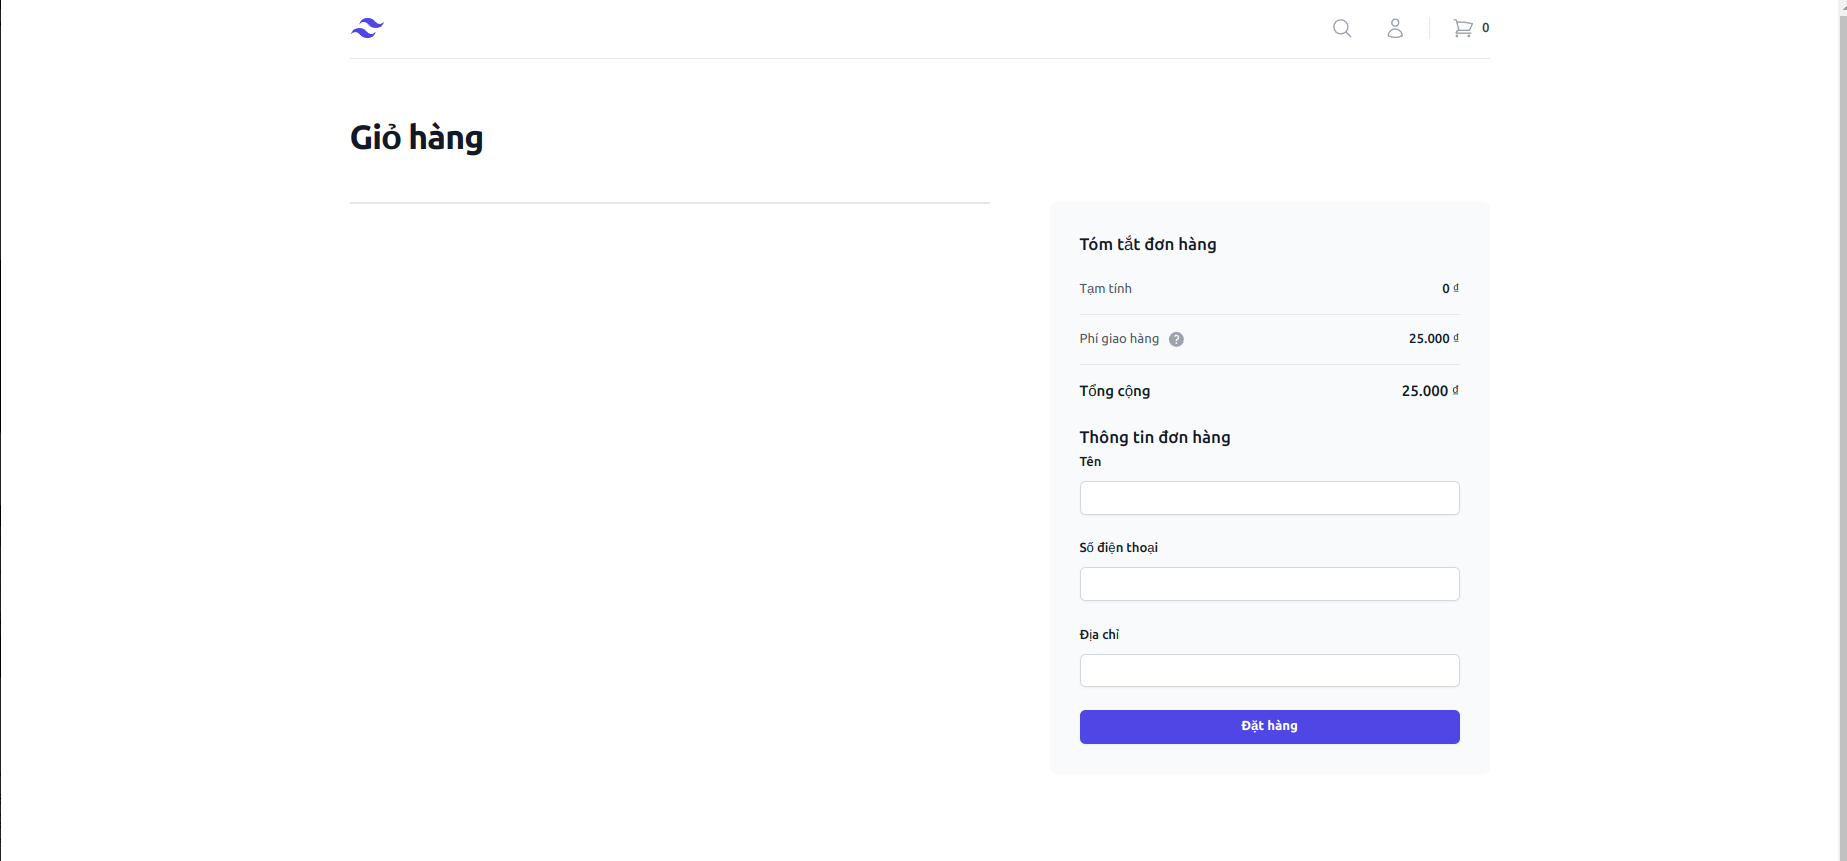 0
Giỏ hàng
Tóm tắt đơn hàng
Tạm tính 0 ₫
Phí giao hàng ? 25.000 ₫
Tổng cộng 25.000 ₫
Thông tin đơn hàng
Tên
Số điện thoại
Địa chỉ
Đặt hàng